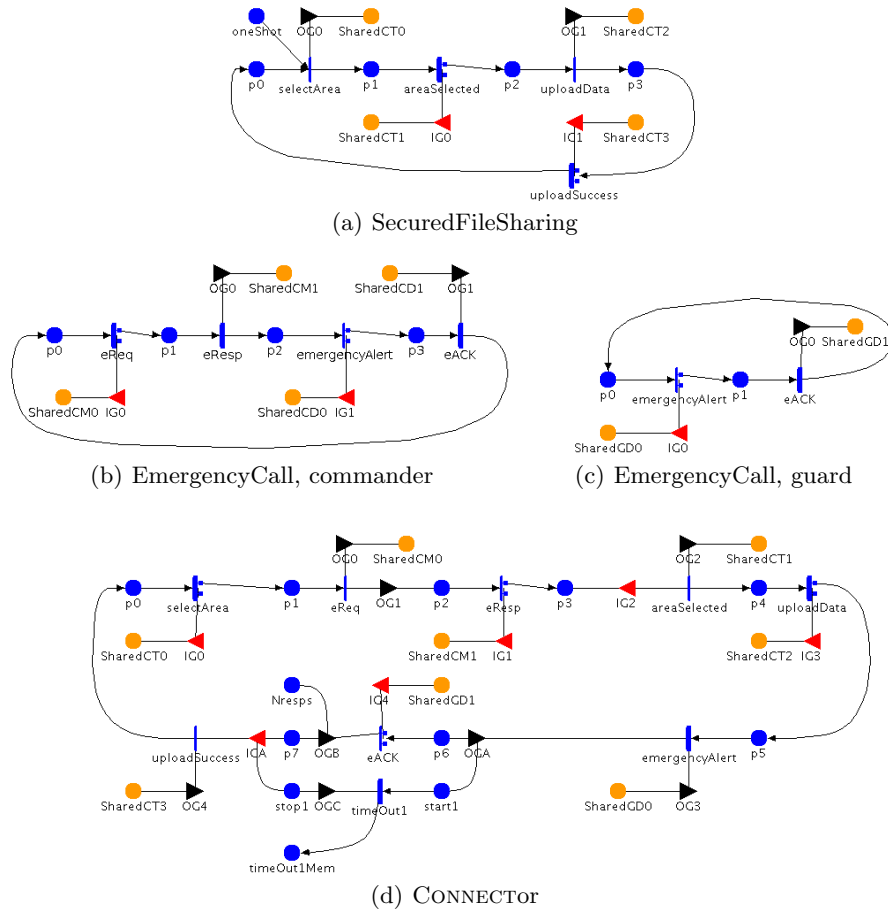 OG0 SharedCT0 OG1 SharedCT2
oneShot
p0 selectArea p1 areaSelected p2 uploadData p3
SharedCT1 IG0 IG1 SharedCT3
uploadSuccess
(a) SecuredFileSharing
OG0 SharedCM1 SharedCD1 OG1
p0 eReq p1 eResp p2 emergencyAlert p3 eACK
SharedCM0 IG0 SharedCD0 IG1
(b) EmergencyCall, commander
OG0 SharedGD1
p0 emergencyAlert p1 eACK
SharedGD0 IG0
(c) EmergencyCall, guard
OG0 SharedCM0 OG2 SharedCT1
p0 selectArea p1 eReq OG1 p2 eResp p3 IG2 areaSelected p4 uploadData
SharedCT0 IG0 SharedCM1 IG1 SharedCT2 IG3
Nresps IG4 SharedGD1
uploadSuccess IGA p7 OGB eACK p6 OGA emergencyAlert p5
SharedCT3 OG4 stop1 OGC timeOut1 start1 SharedGD0 OG3
timeOut1Mem
(d) CONNECTor